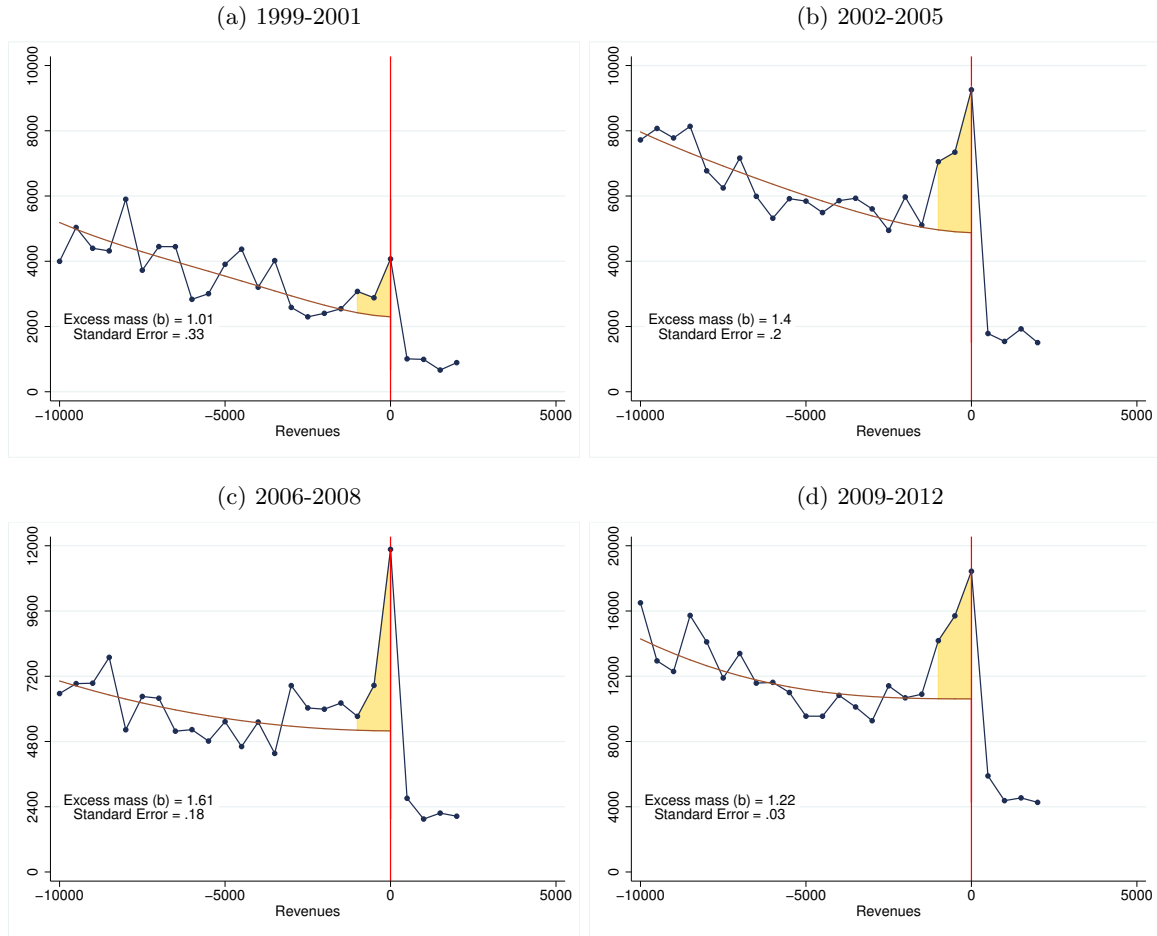 (a) 1999-2001
10000
8000
6000
4000
2000
0
Excess mass (b) = 1.01
Standard Error = .33
−10000 −5000 0 5000
Revenues
(b) 2002-2005
10000
8000
6000
4000
2000
0
Excess mass (b) = 1.4
Standard Error = .2
−10000 −5000 0 5000
Revenues
(c) 2006-2008
12000
9600
7200
4800
2400
0
Excess mass (b) = 1.61
Standard Error = .18
−10000 −5000 0 5000
Revenues
(d) 2009-2012
20000
16000
12000
8000
4000
0
Excess mass (b) = 1.22
Standard Error = .03
−10000 −5000 0 5000
Revenues